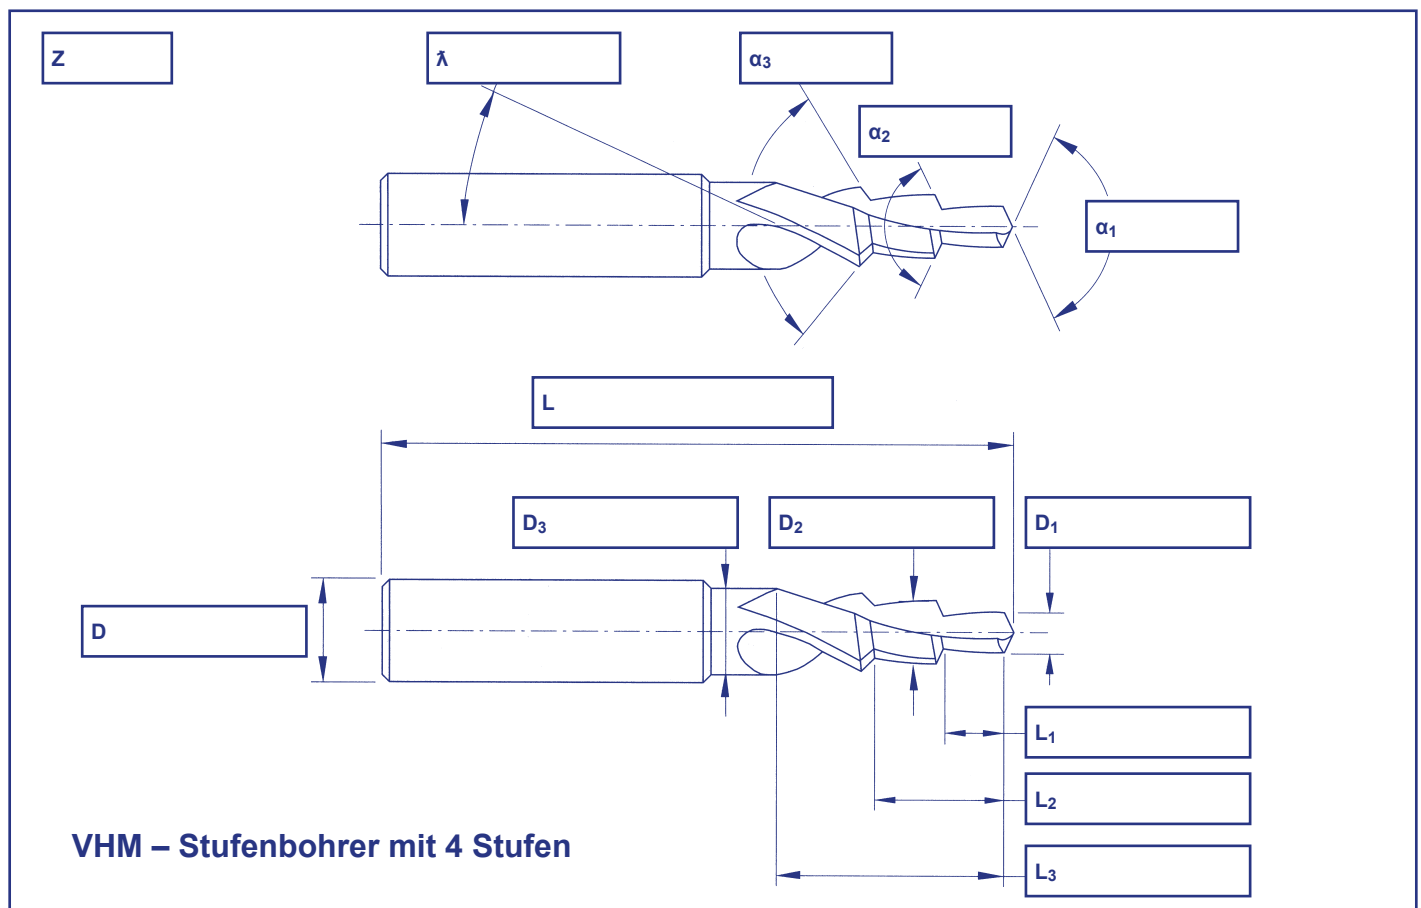 Z
ƛ
α3
α2
α1
L
D3
D2
D1
D
L1
L2
VHM – Stufenbohrer mit 4 Stufen
L3